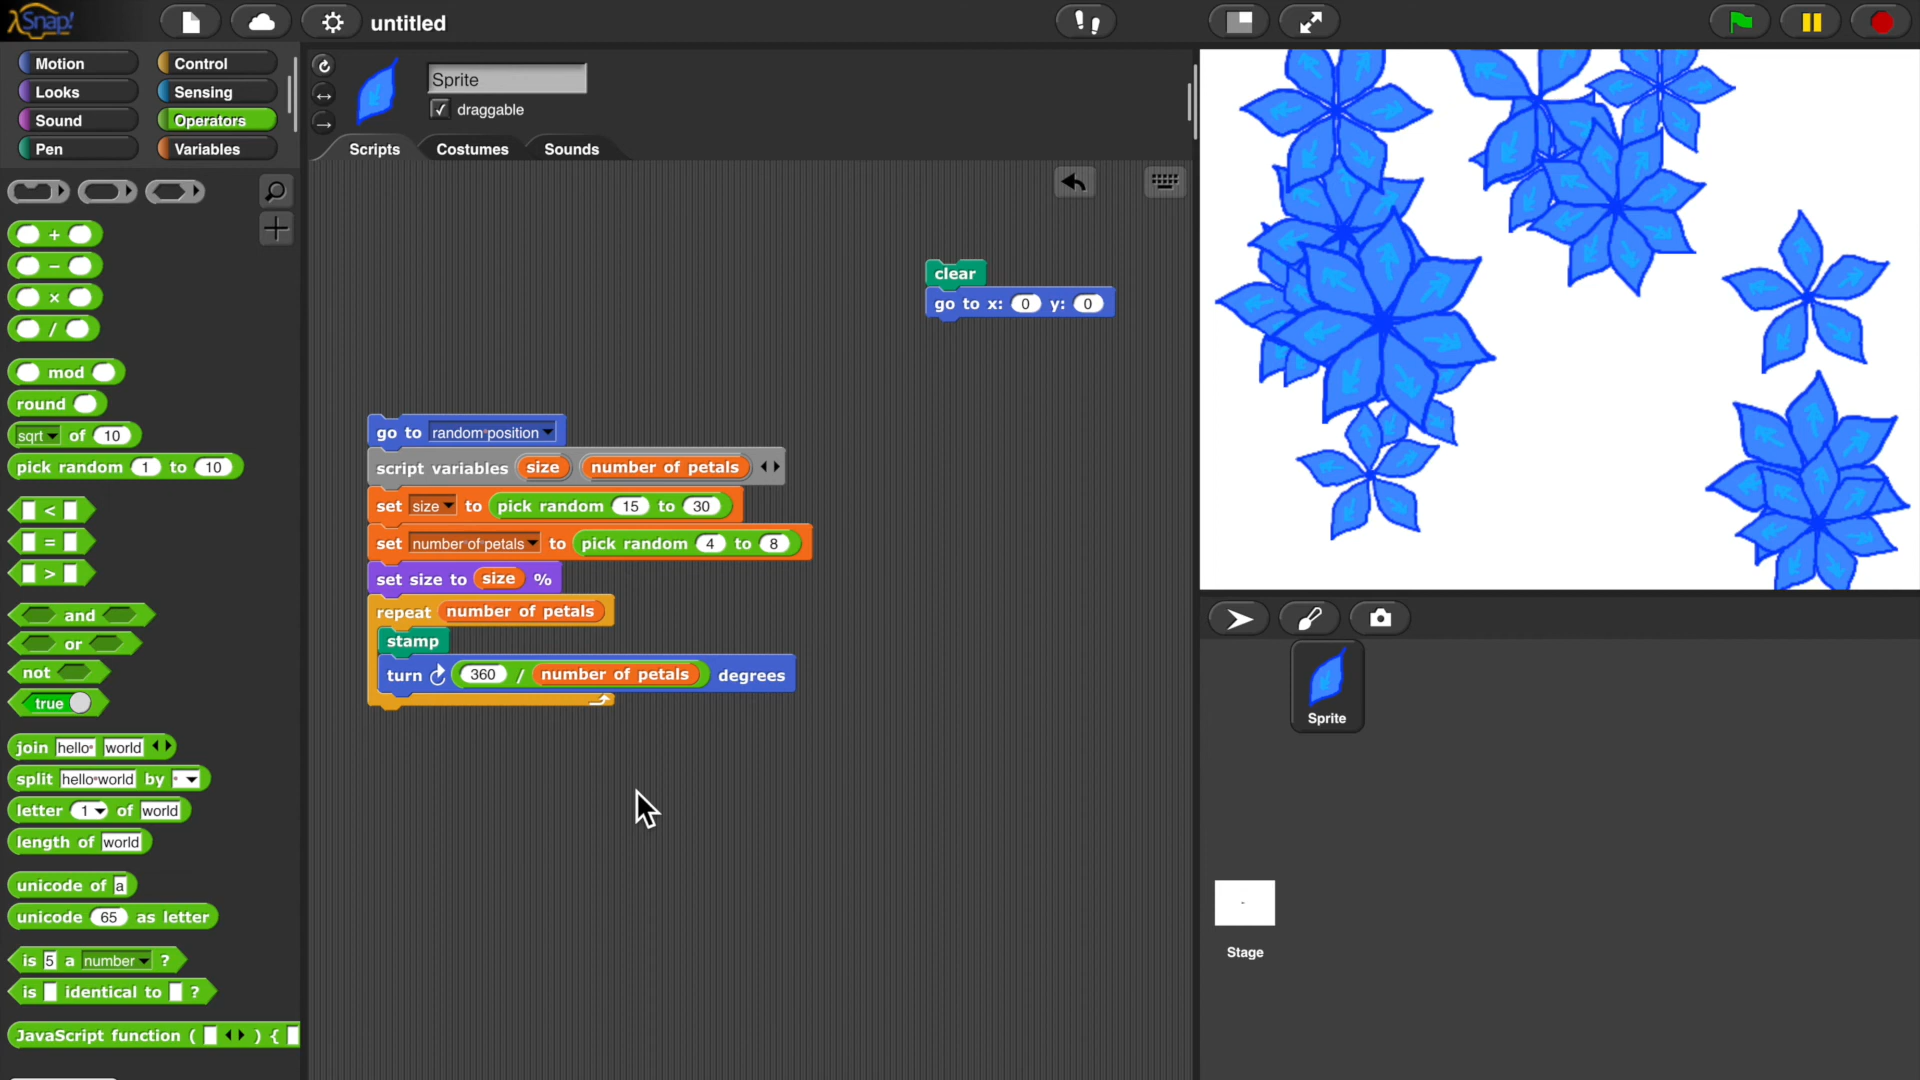 Snap!
untitled
Motion
Control
Looks
Sensing
Sound
Operators
Pen
Variables
+
−
×
/
mod
round
sqrt of 10
pick random 1 to 10
<
=
>
and
or
not
true
join hello world
split hello world by
letter 1 of world
length of world
unicode of a
unicode 65 as letter
is 5 a number ?
is identical to ?
JavaScript function ( ) {
Sprite
draggable
Scripts
Costumes
Sounds
clear
go to x: 0 y: 0
go to random position
script variables size number of petals
set size to pick random 15 to 30
set number of petals to pick random 4 to 8
set size to size %
repeat number of petals
stamp
turn 360 / number of petals degrees
Sprite
Stage